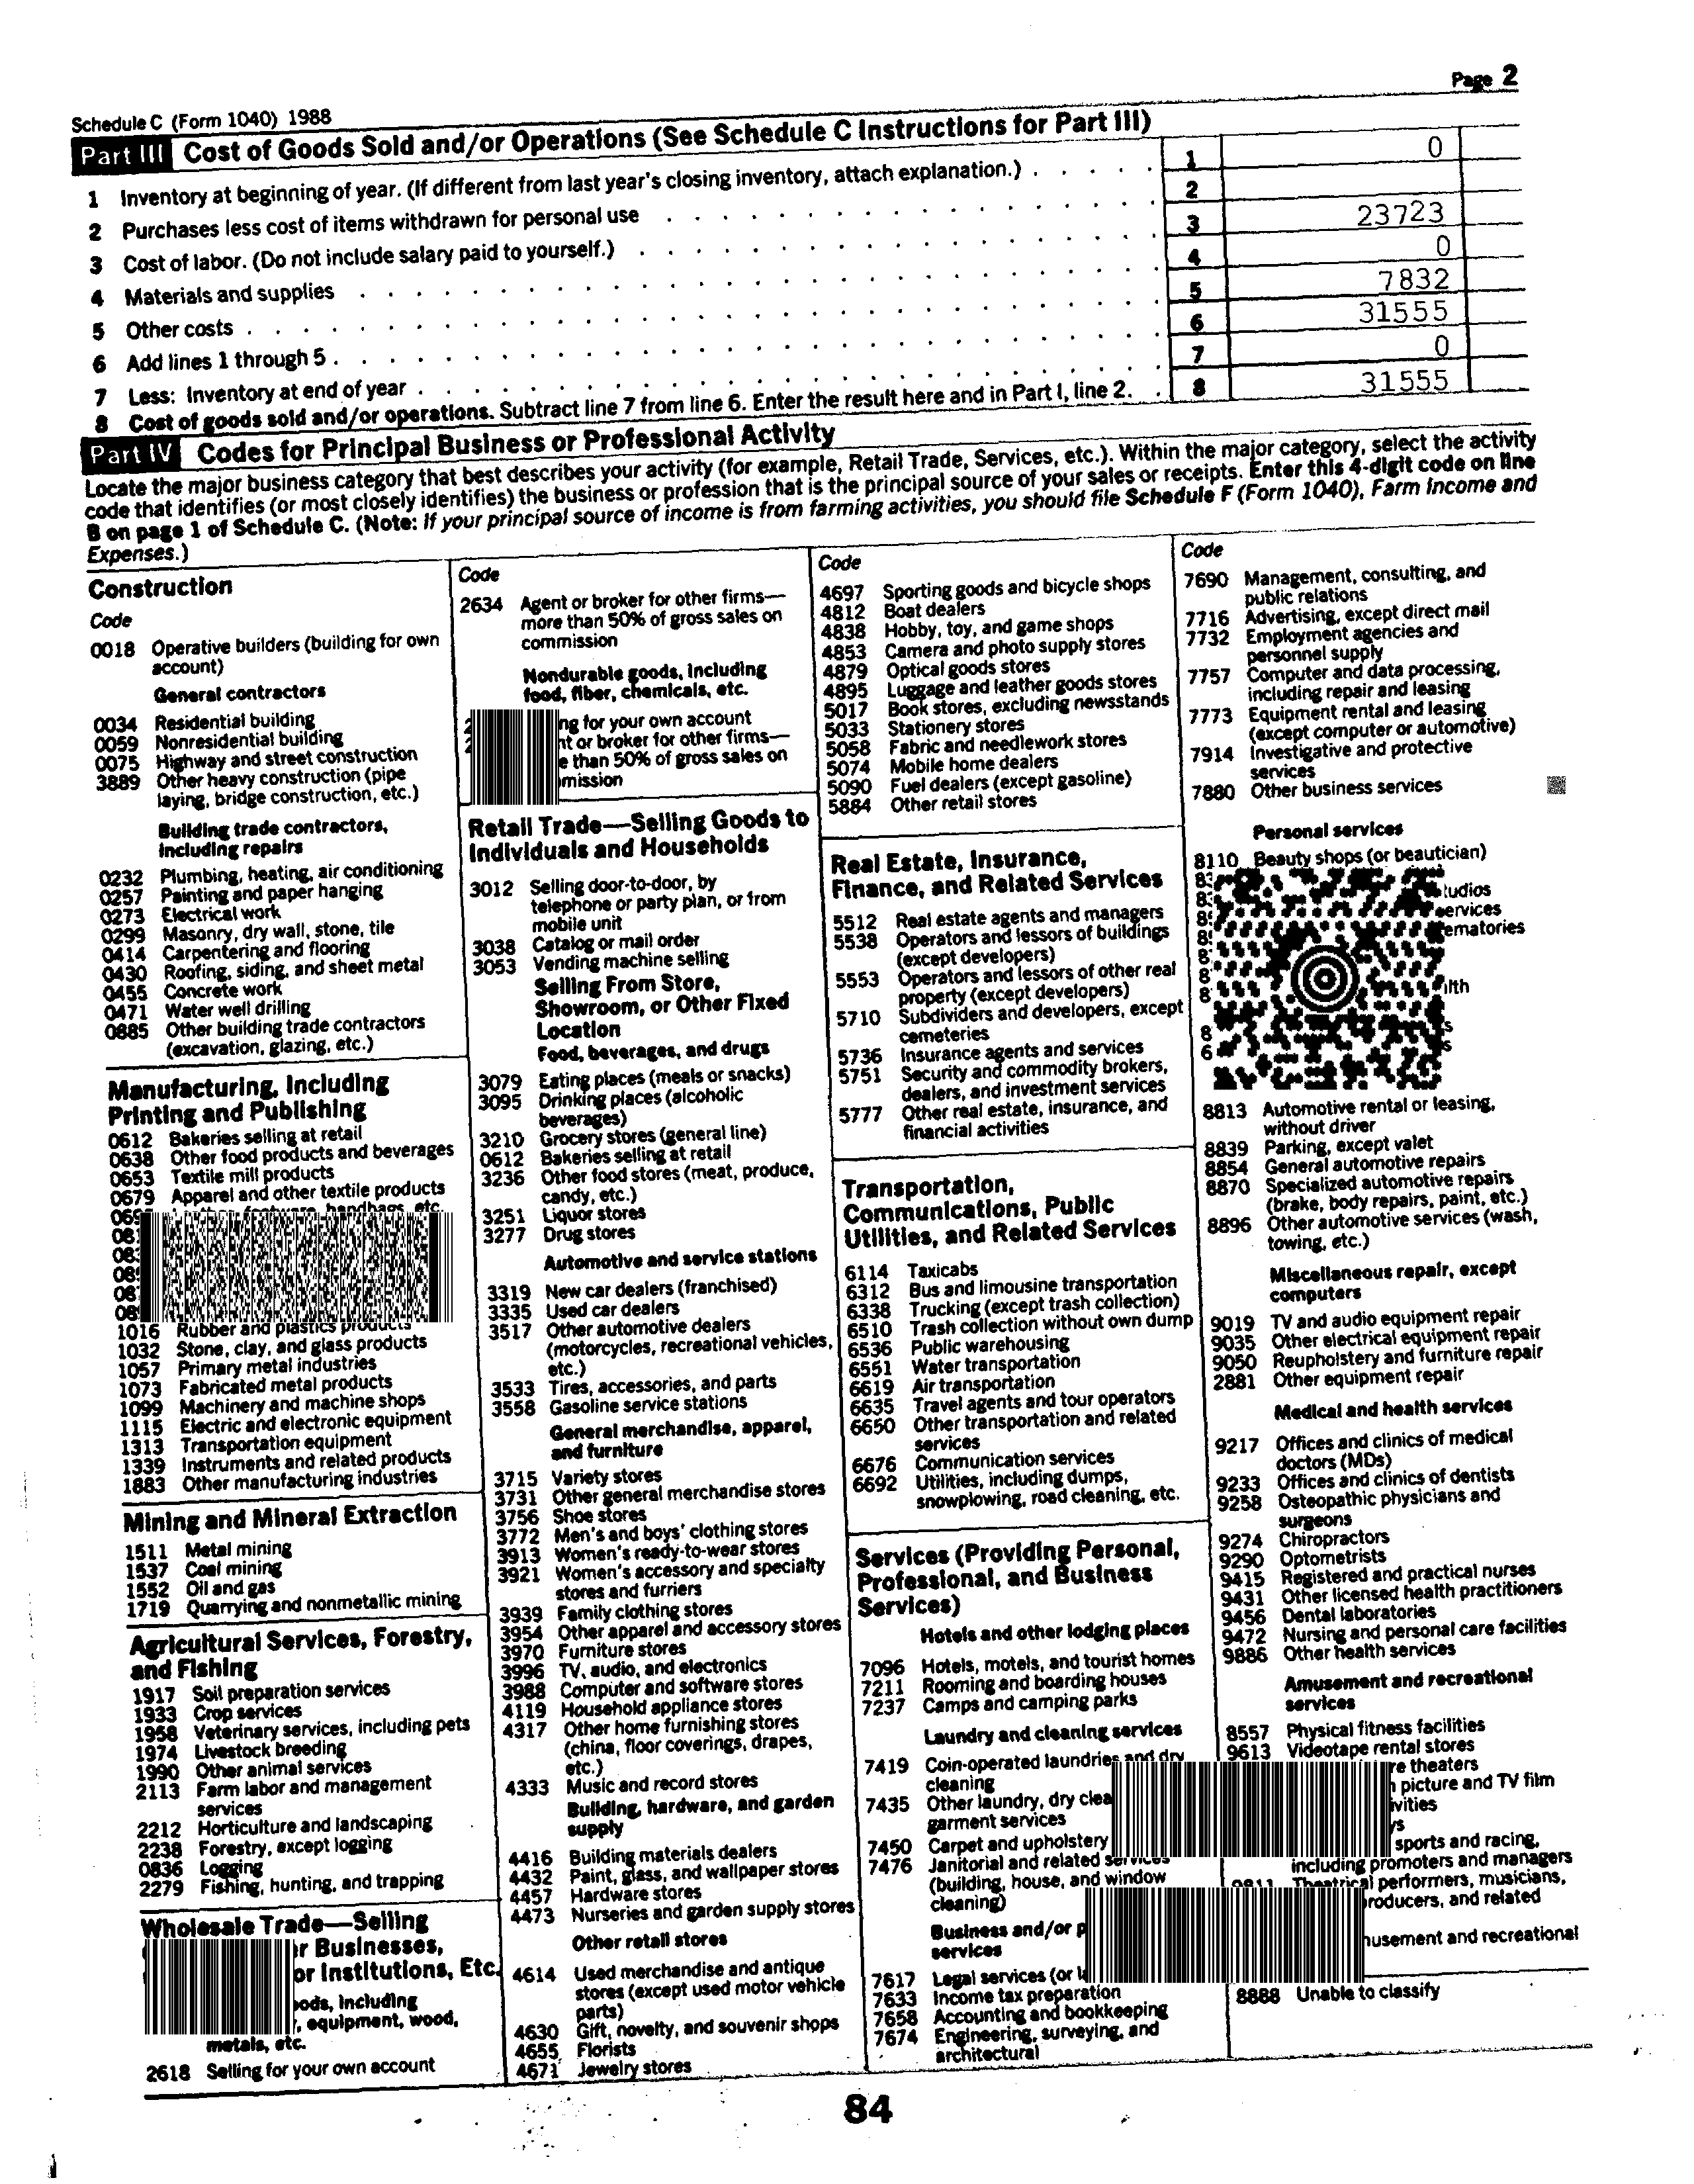 Page 2
Schedule C (Form 1040) 1988
Part III Cost of Goods Sold and/or Operations (See Schedule C Instructions for Part III)
1 Inventory at beginning of year. (If different from last year's closing inventory, attach explanation.) 1 0
2 Purchases less cost of items withdrawn for personal use 2
3 Cost of labor. (Do not include salary paid to yourself.) 3 23723
4 Materials and supplies 4 0
5 Other costs 5 7832
6 Add lines 1 through 5 6 31555
7 Less: Inventory at end of year 7 0
8 Cost of goods sold and/or operations. Subtract line 7 from line 6. Enter the result here and in Part I, line 2. 8 31555
Part IV Codes for Principal Business or Professional Activity
Locate the major business category that best describes your activity (for example, Retail Trade, Services, etc.). Within the major category, select the activity
code that identifies (or most closely identifies) the business or profession that is the principal source of your sales or receipts. Enter this 4-digit code on line
B on page 1 of Schedule C. (Note: If your principal source of income is from farming activities, you should file Schedule F (Form 1040), Farm Income and
Expenses.)
Construction
Code
0018 Operative builders (building for own
account)
General contractors
0034 Residential building
0059 Nonresidential building
0075 Highway and street construction
3889 Other heavy construction (pipe
laying, bridge construction, etc.)
Building trade contractors,
including repairs
0232 Plumbing, heating, air conditioning
0257 Painting and paper hanging
0273 Electrical work
0299 Masonry, dry wall, stone, tile
0414 Carpentering and flooring
0430 Roofing, siding, and sheet metal
0455 Concrete work
0471 Water well drilling
0885 Other building trade contractors
(excavation, glazing, etc.)
Manufacturing, Including
Printing and Publishing
0612 Bakeries selling at retail
0638 Other food products and beverages
0653 Textile mill products
0679 Apparel and other textile products
handbags, etc.
1016 Rubber and plastics products
1032 Stone, clay, and glass products
1057 Primary metal industries
1073 Fabricated metal products
1099 Machinery and machine shops
1115 Electric and electronic equipment
1313 Transportation equipment
1339 Instruments and related products
1883 Other manufacturing industries
Mining and Mineral Extraction
1511 Metal mining
1537 Coal mining
1552 Oil and gas
1719 Quarrying and nonmetallic mining
Agricultural Services, Forestry,
and Fishing
1917 Soil preparation services
1933 Crop services
1958 Veterinary services, including pets
1974 Livestock breeding
1990 Other animal services
2113 Farm labor and management
services
2212 Horticulture and landscaping
2238 Forestry, except logging
0836 Logging
2279 Fishing, hunting, and trapping
Wholesale Trade—Selling
Businesses,
or Institutions, Etc.
including
equipment, wood,
metals, etc.
2618 Selling for your own account
Code
2634 Agent or broker for other firms—
more than 50% of gross sales on
commission
Nondurable goods, including
food, fiber, chemicals, etc.
for your own account
or broker for other firms—
than 50% of gross sales on
Retail Trade—Selling Goods to
Individuals and Households
3012 Selling door-to-door, by
telephone or party plan, or from
mobile unit
3038 Catalog or mail order
3053 Vending machine selling
Selling From Store,
Showroom, or Other Fixed
Location
Food, beverages, and drugs
3079 Eating places (meals or snacks)
3095 Drinking places (alcoholic
beverages)
3210 Grocery stores (general line)
0612 Bakeries selling at retail
3236 Other food stores (meat, produce,
candy, etc.)
3251 Liquor stores
3277 Drug stores
Automotive and service stations
3319 New car dealers (franchised)
3335 Used car dealers
3517 Other automotive dealers
(motorcycles, recreational vehicles,
etc.)
3533 Tires, accessories, and parts
3558 Gasoline service stations
General merchandise, apparel,
and furniture
3715 Variety stores
3731 Other general merchandise stores
3756 Shoe stores
3772 Men's and boys' clothing stores
3913 Women's ready-to-wear stores
3921 Women's accessory and specialty
stores and furriers
3939 Family clothing stores
3954 Other apparel and accessory stores
3970 Furniture stores
3996 TV, audio, and electronics
3988 Computer and software stores
4119 Household appliance stores
4317 Other home furnishing stores
(china, floor coverings, drapes,
etc.)
4333 Music and record stores
Building, hardware, and garden
supply
4416 Building materials dealers
4432 Paint, glass, and wallpaper stores
4457 Hardware stores
4473 Nurseries and garden supply stores
Other retail stores
4614 Used merchandise and antique
stores (except used motor vehicle
parts)
4630 Gift, novelty, and souvenir shops
4655 Florists
4671 Jewelry stores
Code
4697 Sporting goods and bicycle shops
4812 Boat dealers
4838 Hobby, toy, and game shops
4853 Camera and photo supply stores
4879 Optical goods stores
4895 Luggage and leather goods stores
5017 Book stores, excluding newsstands
5033 Stationery stores
5058 Fabric and needlework stores
5074 Mobile home dealers
5090 Fuel dealers (except gasoline)
5884 Other retail stores
Real Estate, Insurance,
Finance, and Related Services
5512 Real estate agents and managers
5538 Operators and lessors of buildings
(except developers)
5553 Operators and lessors of other real
property (except developers)
5710 Subdividers and developers, except
cemeteries
5736 Insurance agents and services
5751 Security and commodity brokers,
dealers, and investment services
5777 Other real estate, insurance, and
financial activities
Transportation,
Communications, Public
Utilities, and Related Services
6114 Taxicabs
6312 Bus and limousine transportation
6338 Trucking (except trash collection)
6510 Trash collection without own dump
6536 Public warehousing
6551 Water transportation
6619 Air transportation
6635 Travel agents and tour operators
6650 Other transportation and related
services
6676 Communication services
6692 Utilities, including dumps,
snowplowing, road cleaning, etc.
Services (Providing Personal,
Professional, and Business
Services)
Hotels and other lodging places
7096 Hotels, motels, and tourist homes
7211 Rooming and boarding houses
7237 Camps and camping parks
Laundry and cleaning services
7419 Coin-operated laundries and dry
cleaning
7435 Other laundry, dry
garment services
7450 Carpet and upholstery
7476 Janitorial and related services
(building, house, and window
cleaning)
Business and/or
services
7617 Legal services (or
7633 Income tax preparation
7658 Accounting and bookkeeping
7674 Engineering, surveying, and
architectural
Code
7690 Management, consulting, and
public relations
7716 Advertising, except direct mail
7732 Employment agencies and
personnel supply
7757 Computer and data processing,
including repair and leasing
7773 Equipment rental and leasing
(except computer or automotive)
7914 Investigative and protective
services
7880 Other business services
Personal services
8110 Beauty shops (or beautician)
8813 Automotive rental or leasing,
without driver
8839 Parking, except valet
8854 General automotive repairs
8870 Specialized automotive repairs
(brake, body repairs, paint, etc.)
8896 Other automotive services (wash,
towing, etc.)
Miscellaneous repair, except
computers
9019 TV and audio equipment repair
9035 Other electrical equipment repair
9050 Reupholstery and furniture repair
2881 Other equipment repair
Medical and health services
9217 Offices and clinics of medical
doctors (MDs)
9233 Offices and clinics of dentists
9258 Osteopathic physicians and
surgeons
9274 Chiropractors
9290 Optometrists
9415 Registered and practical nurses
9431 Other licensed health practitioners
9456 Dental laboratories
9472 Nursing and personal care facilities
9886 Other health services
Amusement and recreational
services
8557 Physical fitness facilities
9613 Videotape rental stores
theaters
picture and TV film
sports and racing,
including promoters and managers
9811 Theatrical performers, musicians,
producers, and related
amusement and recreational
8888 Unable to classify
84